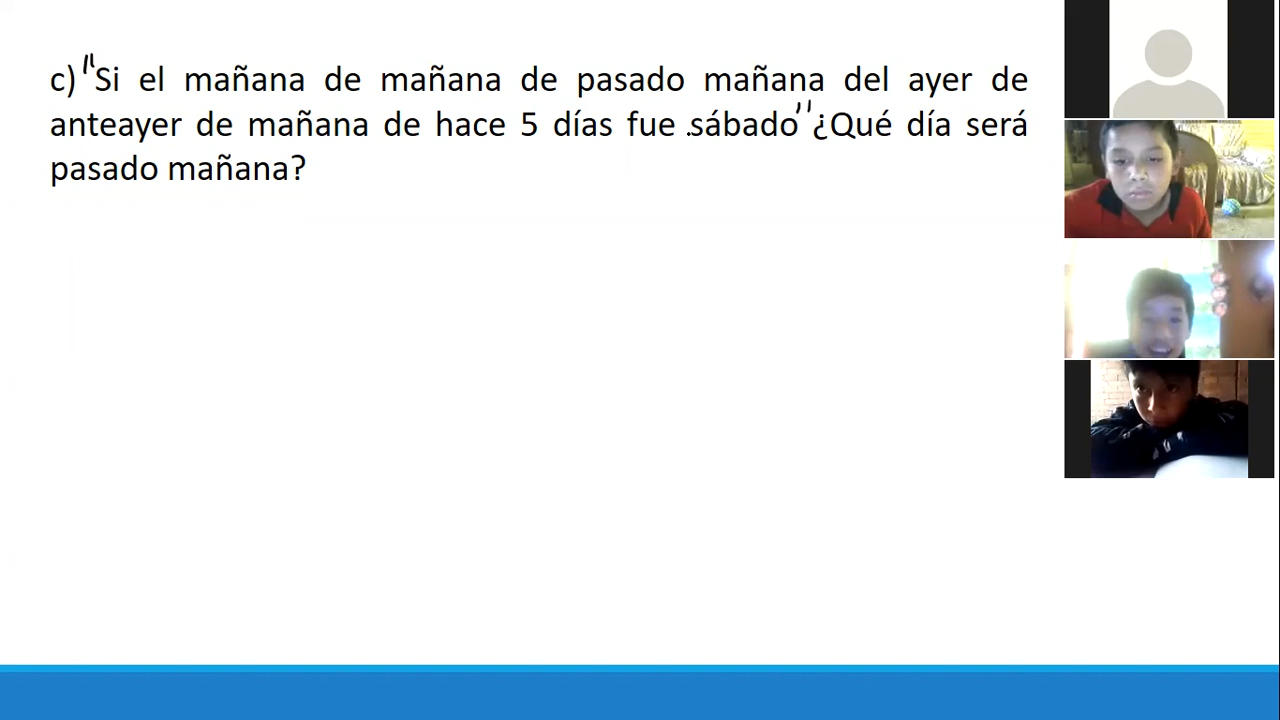 c) "Si el mañana de mañana de pasado mañana del ayer de
anteayer de mañana de hace 5 días fue .sábado" ¿Qué día será
pasado mañana?